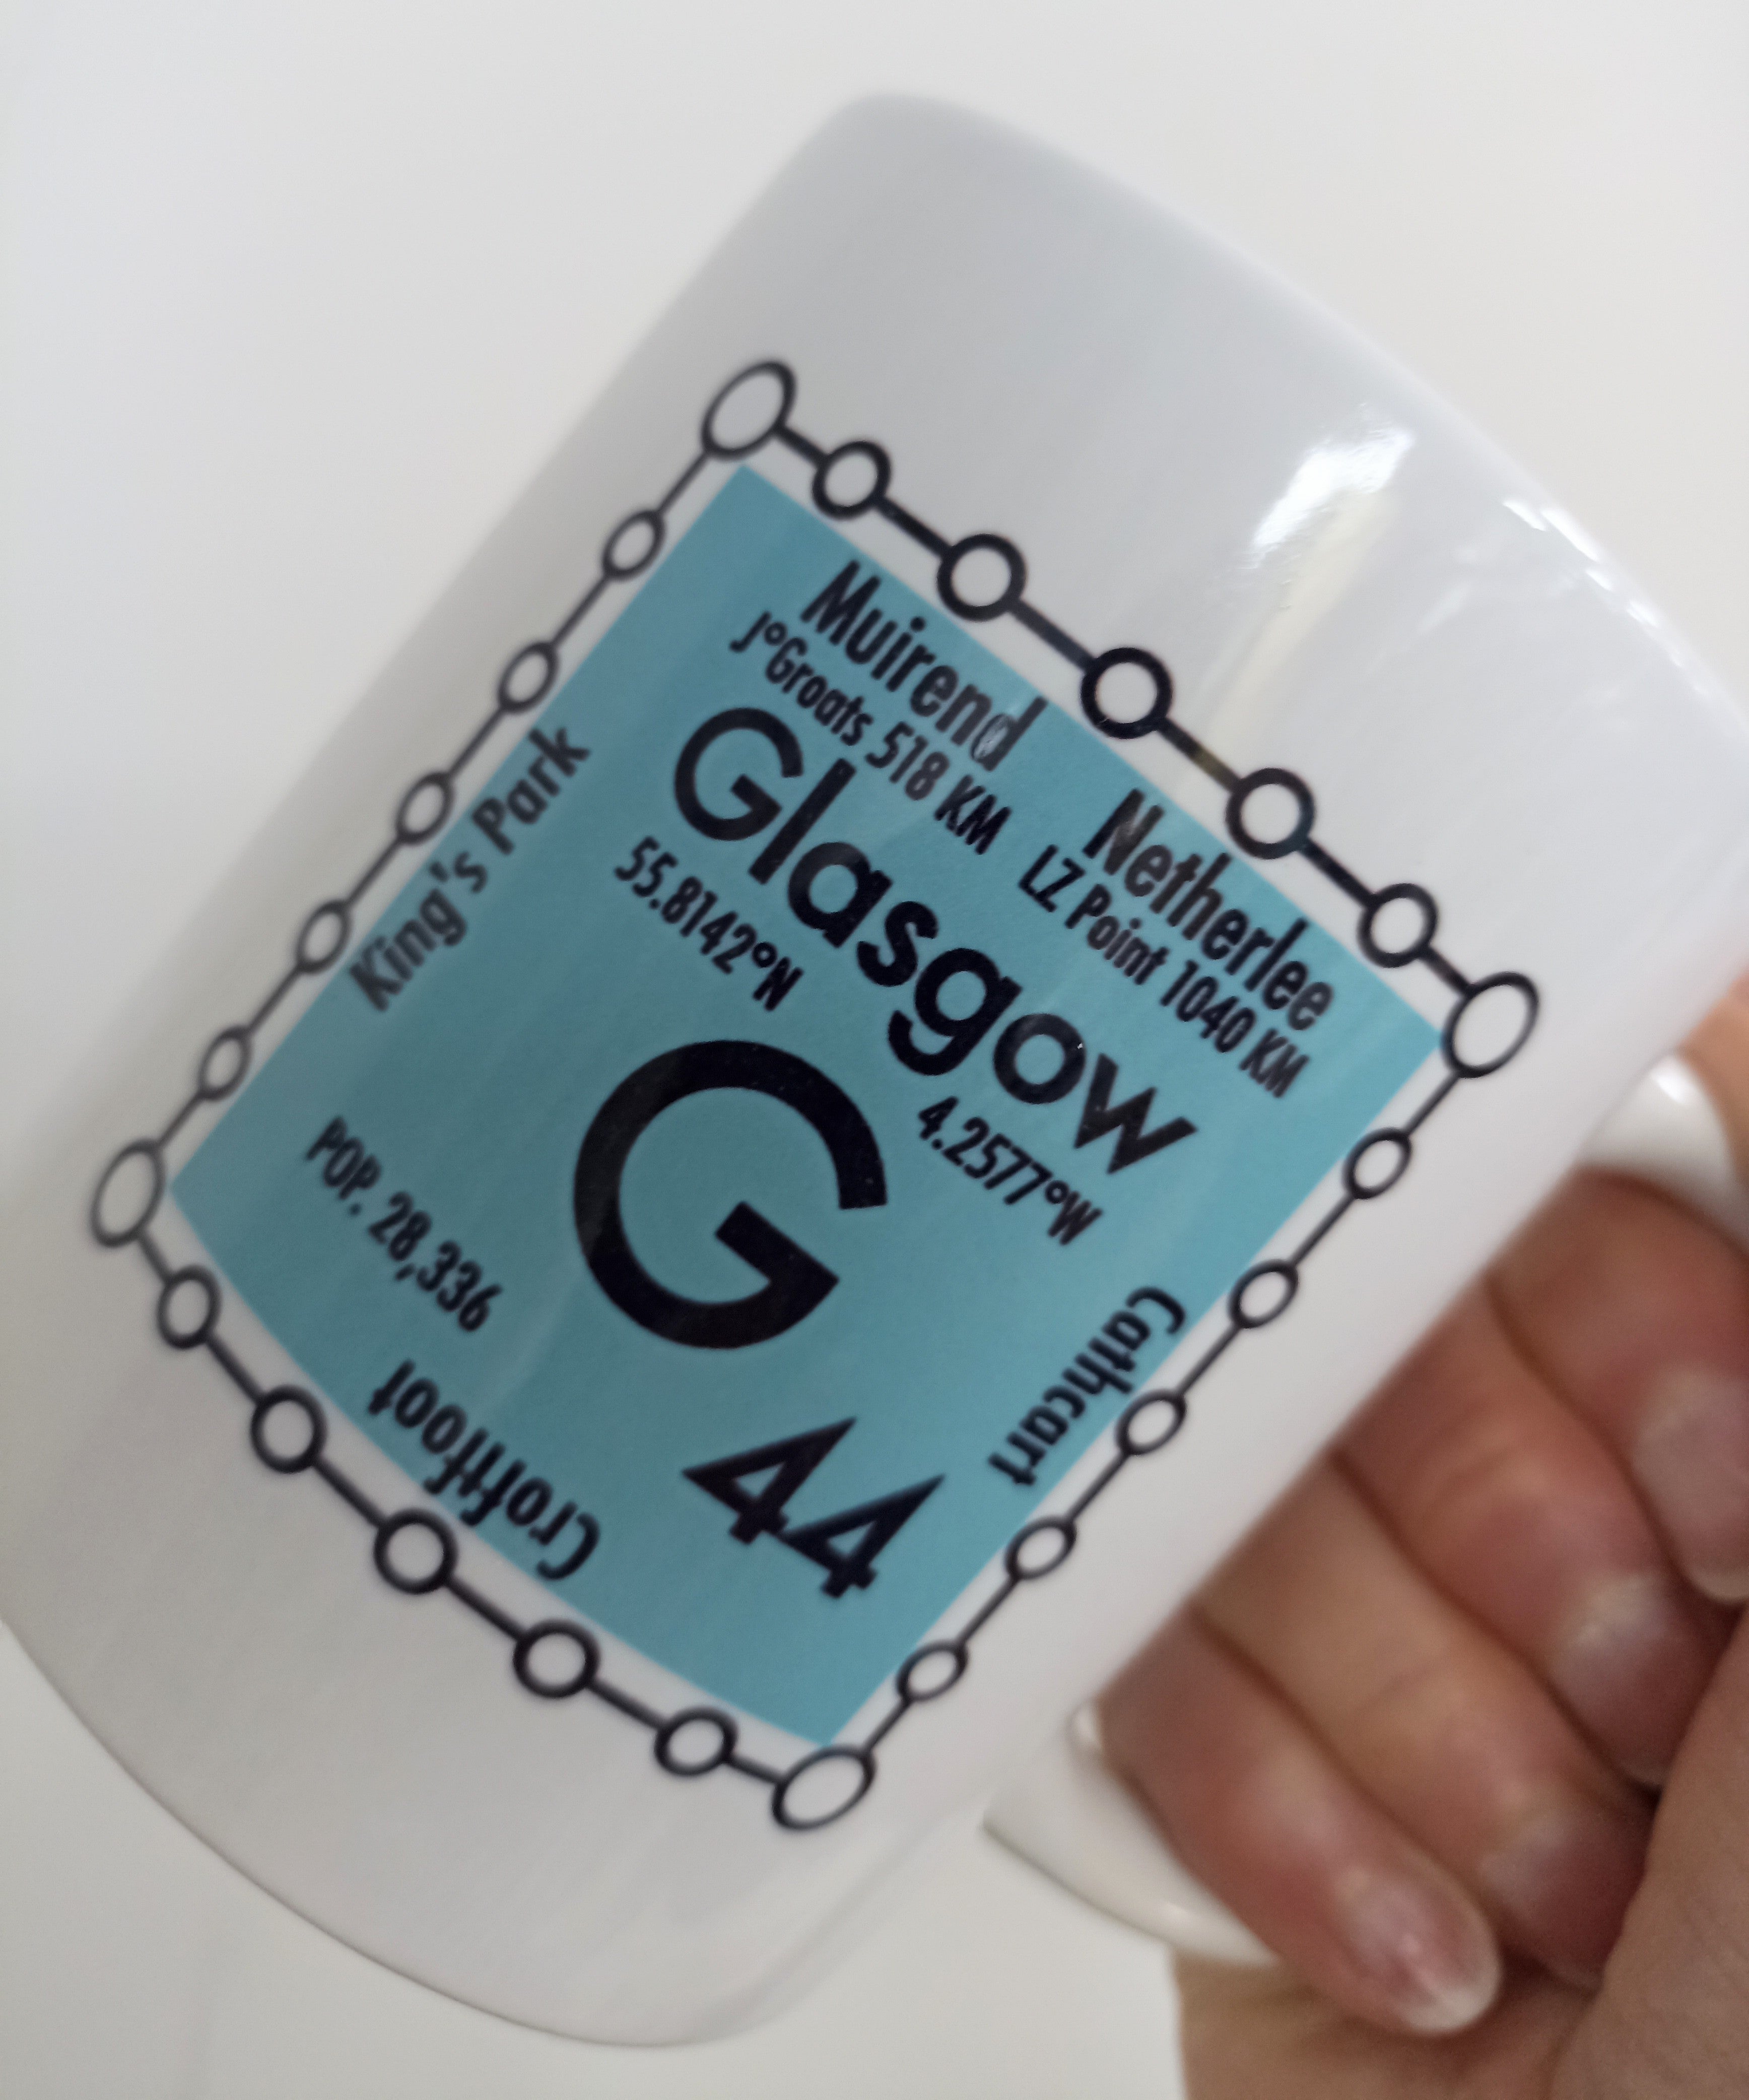 Muirend Netherlee
J°Groats 518 KM LZ Point 1040 KM
Glasgow
55.8142°N 4.2577°W
King's Park
G
Cathcart
POP. 28,336 44
Croftfoot